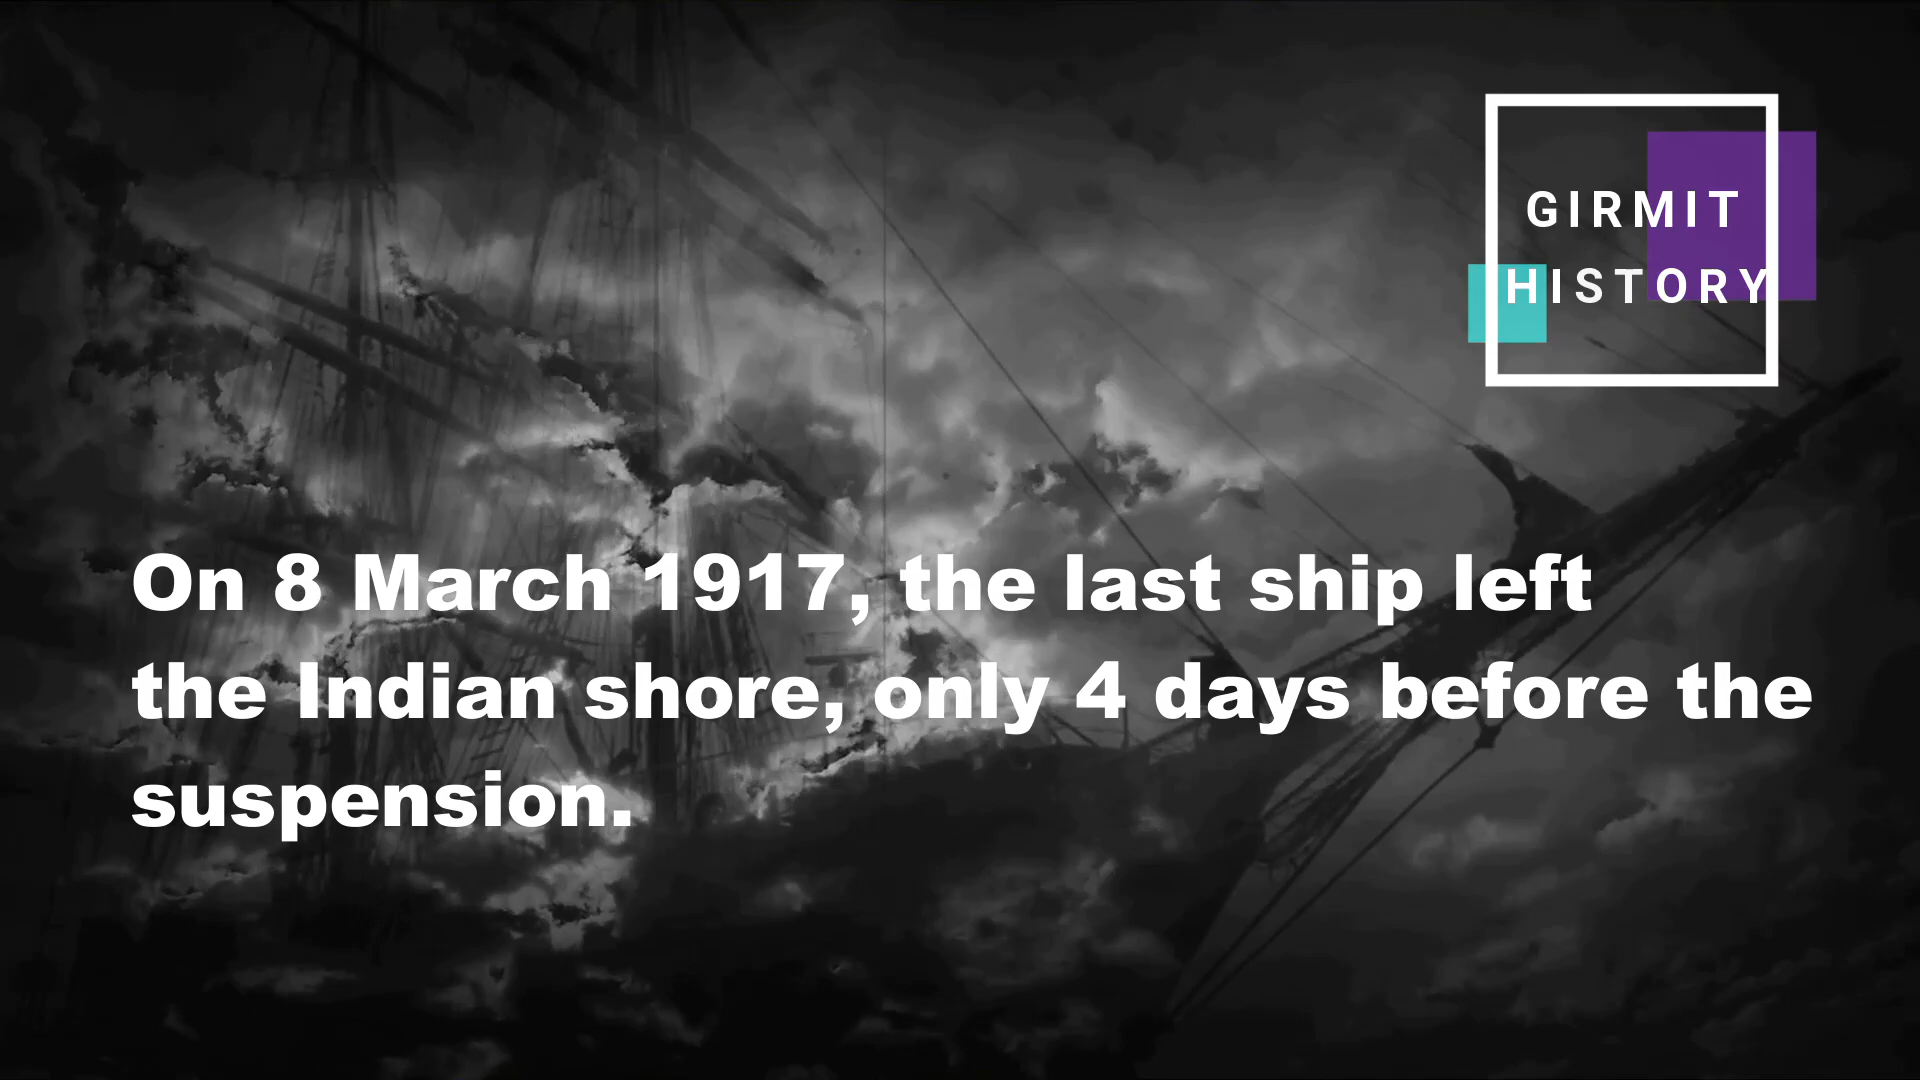 GIRMIT
HISTORY
On 8 March 1917, the last ship left
the Indian shore, only 4 days before the
suspension.